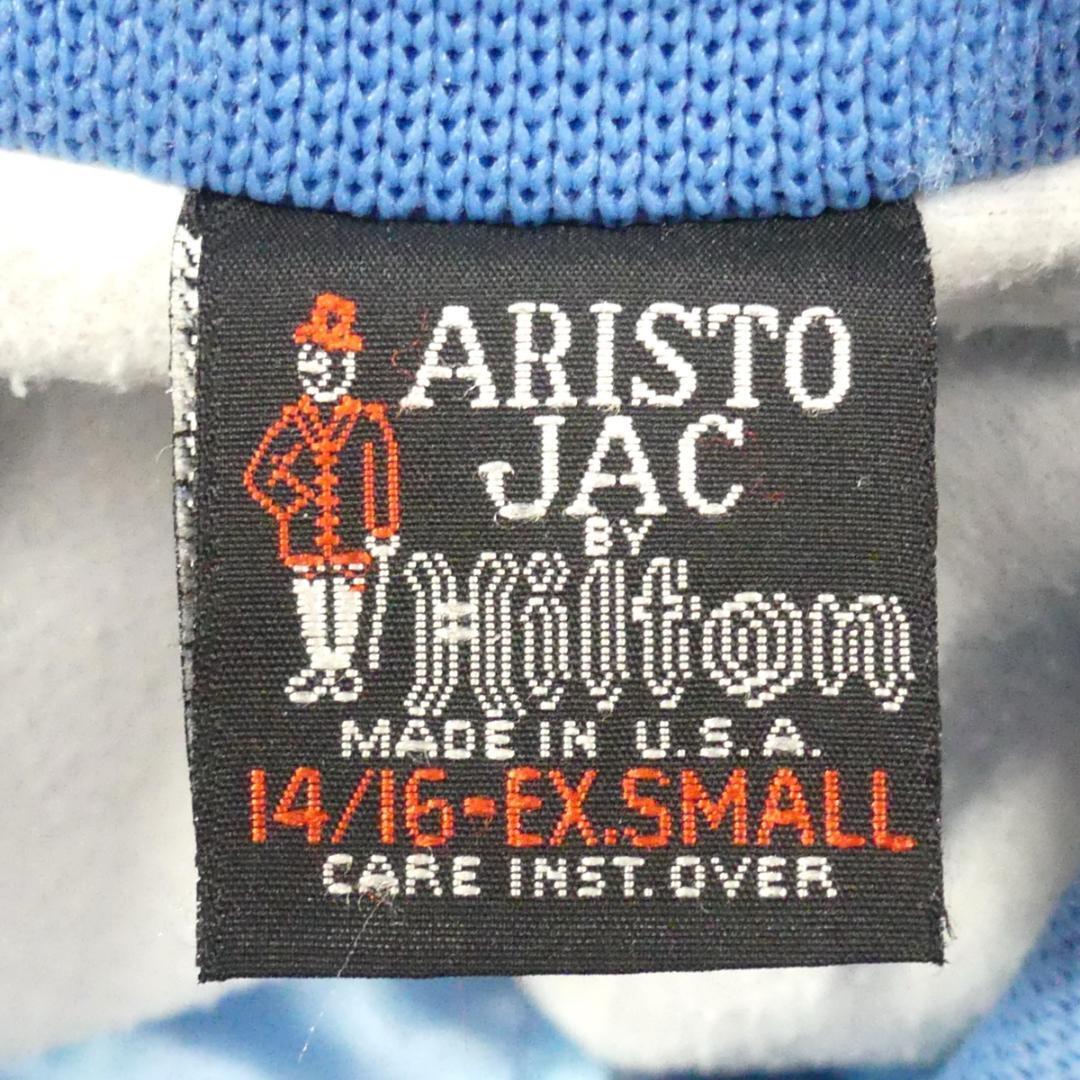 ARISTO
JAC
BY
Hilton
MADE IN U.S.A.
14/16-EX.SMALL
CARE INST. OVER